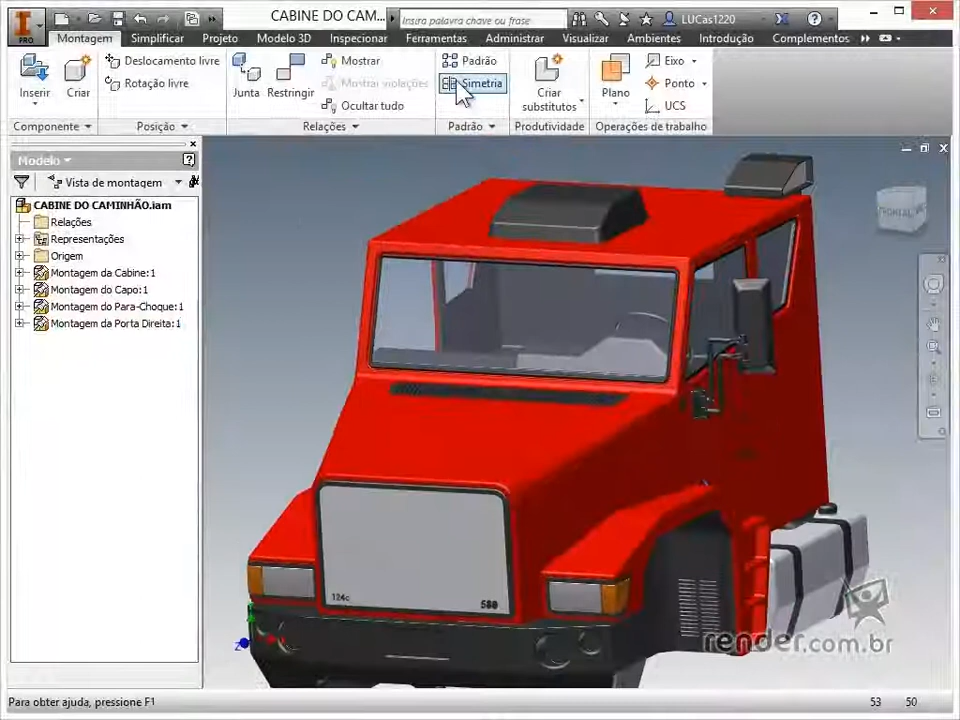 CABINE DO CAM...
Insira palavra chave ou frase
LUCas1220
PRO
Montagem Simplificar Projeto Modelo 3D Inspecionar Ferramentas Administrar Visualizar Ambientes Introdução Complementos
Inserir
Criar
Deslocamento livre
Rotação livre
Junta
Restringir
Mostrar
Mostrar violações
Ocultar tudo
Padrão
Simetria
Criar
substitutos
Plano
Eixo
Ponto
UCS
Componente Posição Relações Padrão Produtividade Operações de trabalho
Modelo
Vista de montagem
CABINE DO CAMINHÃO.iam
Relações
Representações
Origem
Montagem da Cabine:1
Montagem do Capo:1
Montagem do Para-Choque:1
Montagem da Porta Direita:1
FRONTAL
124c
580
Z
render.com.br
Para obter ajuda, pressione F1
53 50